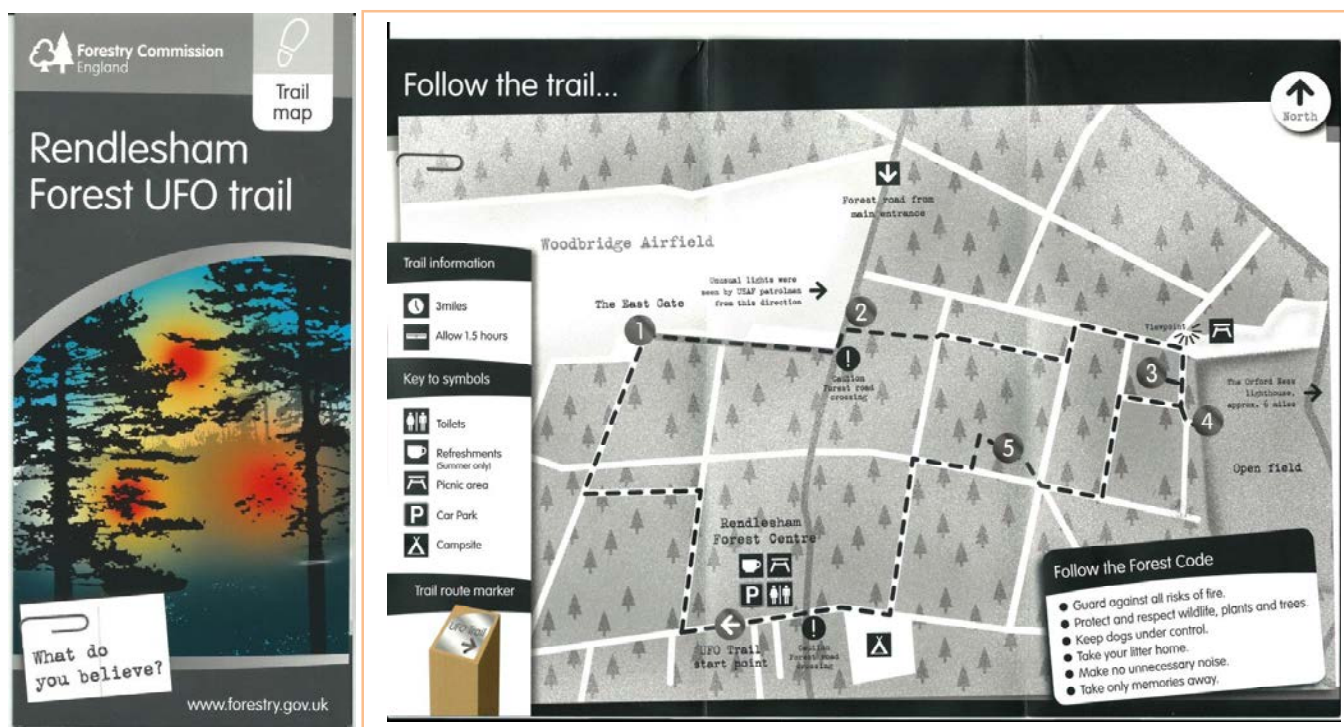 Forestry Commission
England
Trail
map
Rendlesham
Forest UFO trail
What do
you believe?
www.forestry.gov.uk
Follow the trail...
North
Forest road from
main entrance
Woodbridge Airfield
Unusual lights were
seen by USAF patrolmen
from this direction
The East Gate
1
2
Viewpoint
!
Caution
Forest road
crossing
3
The Orford Ness
lighthouse,
approx. 6 miles
4
5
Open field
Trail information
3miles
Allow 1.5 hours
Key to symbols
Toilets
Refreshments
(Summer only)
Picnic area
P
Car Park
Campsite
Trail route marker
UFO trail
Rendlesham
Forest Centre
P
UFO Trail
start point
!
Caution
Forest road
crossing
Follow the Forest Code
● Guard against all risks of fire.
● Protect and respect wildlife, plants and trees.
● Keep dogs under control.
● Take your litter home.
● Make no unnecessary noise.
● Take only memories away.